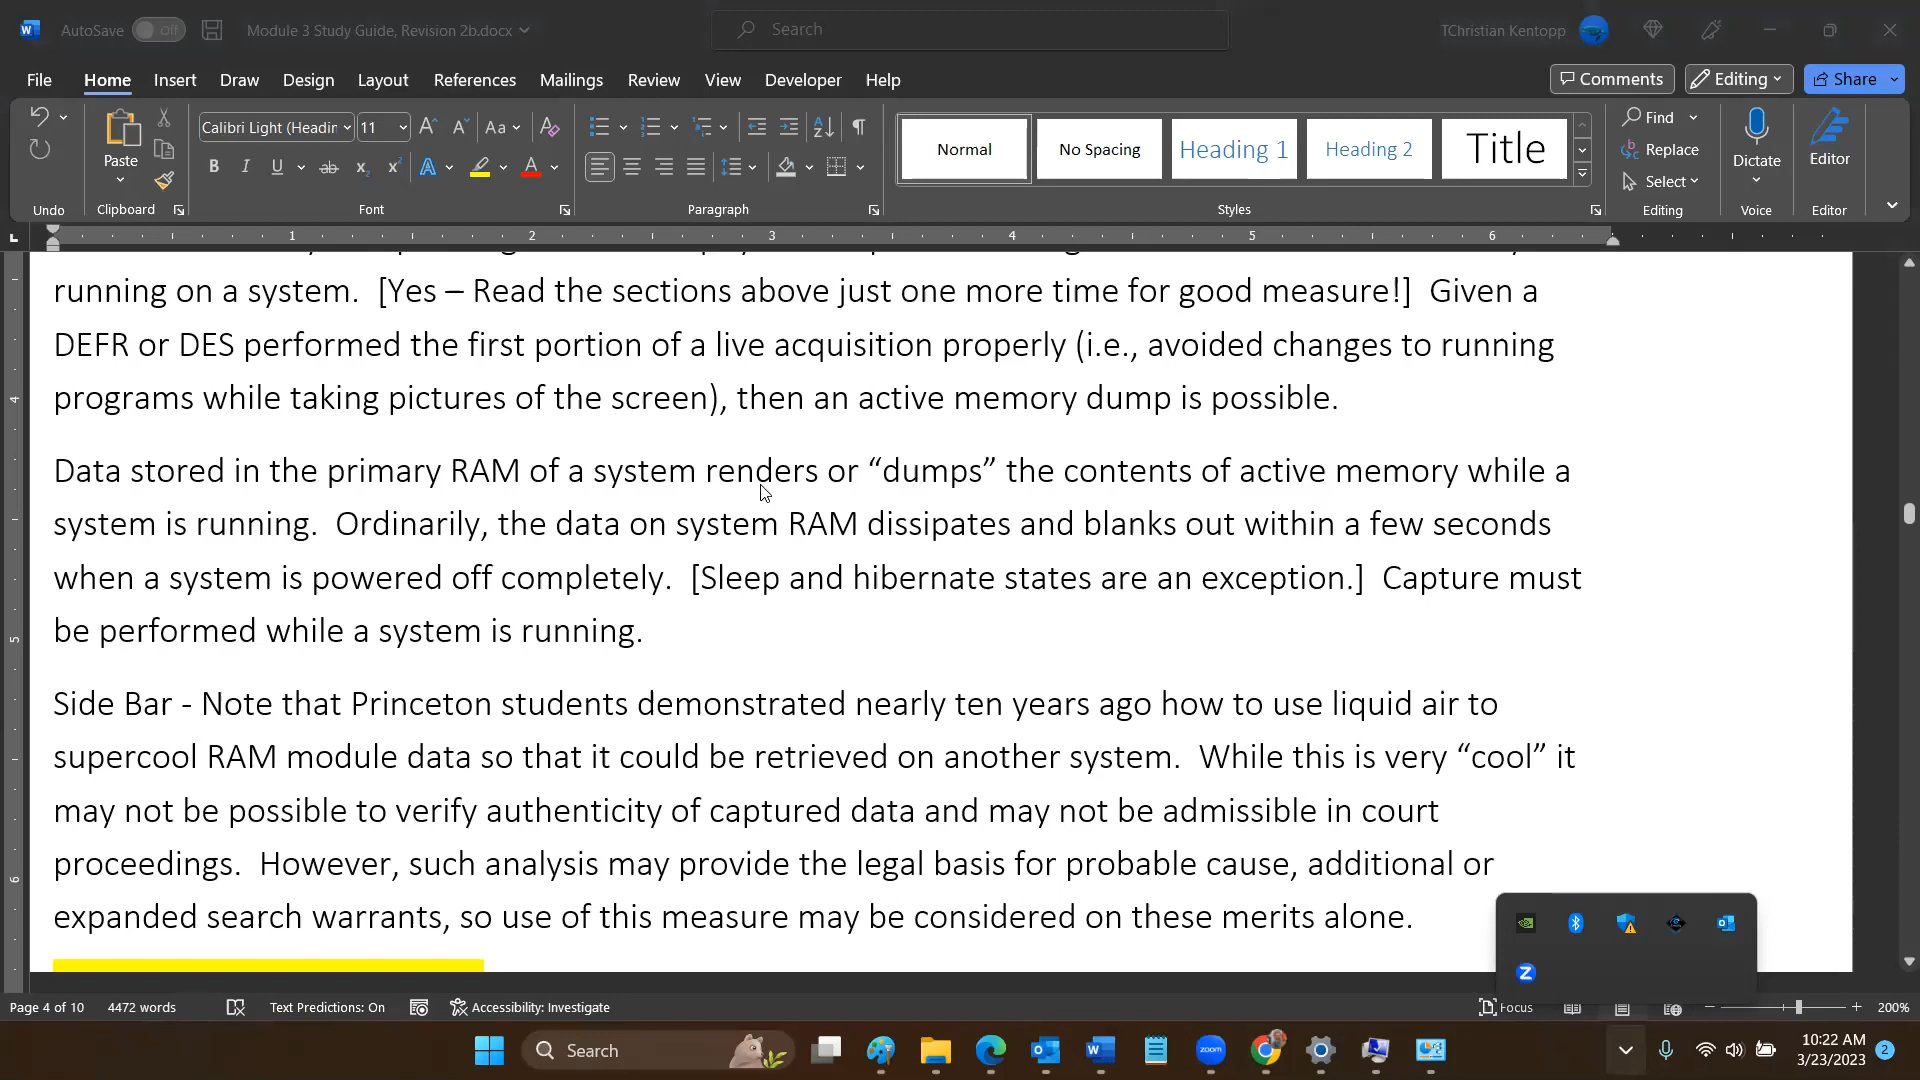 AutoSave Off Module 3 Study Guide, Revision 2b.docx Search TChristian Kentopp
File Home Insert Draw Design Layout References Mailings Review View Developer Help Comments Editing Share
Paste
Calibri Light (Headin 11
Normal No Spacing Heading 1 Heading 2 Title
Find
Replace
Select
Dictate
Editor
Undo Clipboard Font Paragraph Styles Editing Voice Editor
1 2 3 4 5 6
running on a system. [Yes – Read the sections above just one more time for good measure!] Given a
DEFR or DES performed the first portion of a live acquisition properly (i.e., avoided changes to running
programs while taking pictures of the screen), then an active memory dump is possible.
Data stored in the primary RAM of a system renders or “dumps” the contents of active memory while a
system is running. Ordinarily, the data on system RAM dissipates and blanks out within a few seconds
when a system is powered off completely. [Sleep and hibernate states are an exception.] Capture must
be performed while a system is running.
Side Bar - Note that Princeton students demonstrated nearly ten years ago how to use liquid air to
supercool RAM module data so that it could be retrieved on another system. While this is very “cool” it
may not be possible to verify authenticity of captured data and may not be admissible in court
proceedings. However, such analysis may provide the legal basis for probable cause, additional or
expanded search warrants, so use of this measure may be considered on these merits alone.
Page 4 of 10 4472 words Text Predictions: On Accessibility: Investigate Focus 200%
Search zoom 10:22 AM
3/23/2023 2